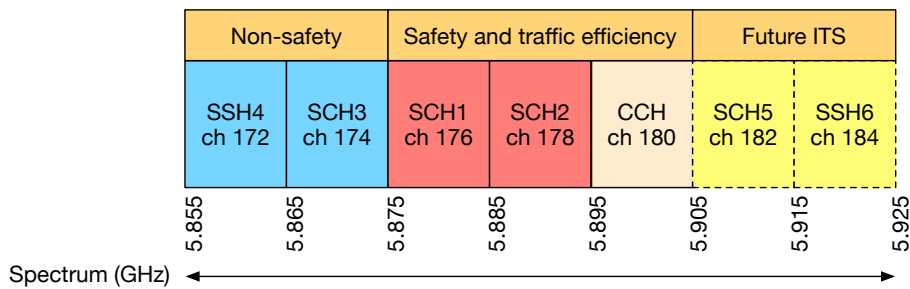 Non-safety
Safety and traffic efficiency
Future ITS
SSH4
ch 172
SCH3
ch 174
SCH1
ch 176
SCH2
ch 178
CCH
ch 180
SCH5
ch 182
SSH6
ch 184
5.855
5.865
5.875
5.885
5.895
5.905
5.915
5.925
Spectrum (GHz)